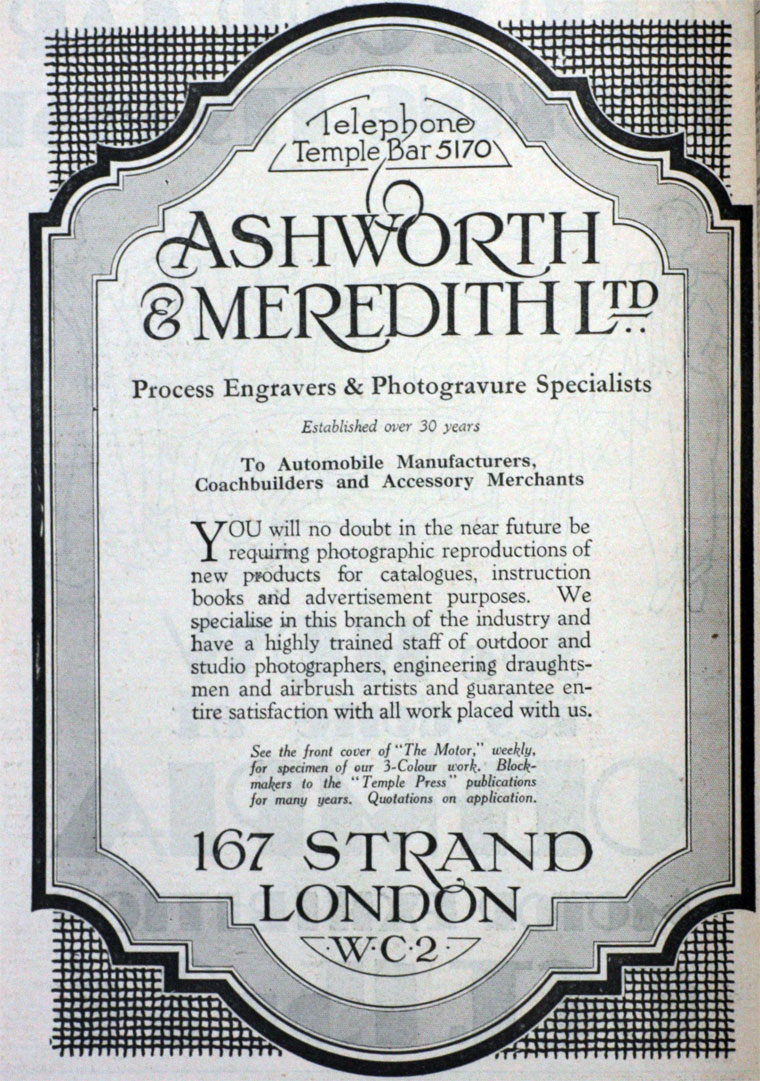 Telephone
Temple Bar 5170
ASHWORTH
& MEREDITH LTD
Process Engravers & Photogravure Specialists
Established over 30 years
To Automobile Manufacturers,
Coachbuilders and Accessory Merchants
YOU will no doubt in the near future be
requiring photographic reproductions of
new products for catalogues, instruction
books and advertisement purposes. We
specialise in this branch of the industry and
have a highly trained staff of outdoor and
studio photographers, engineering draughts-
men and airbrush artists and guarantee en-
tire satisfaction with all work placed with us.
See the front cover of "The Motor," weekly,
for specimen of our 3-Colour work. Block-
makers to the "Temple Press" publications
for many years. Quotations on application.
167 STRAND
LONDON
·W·C·2·